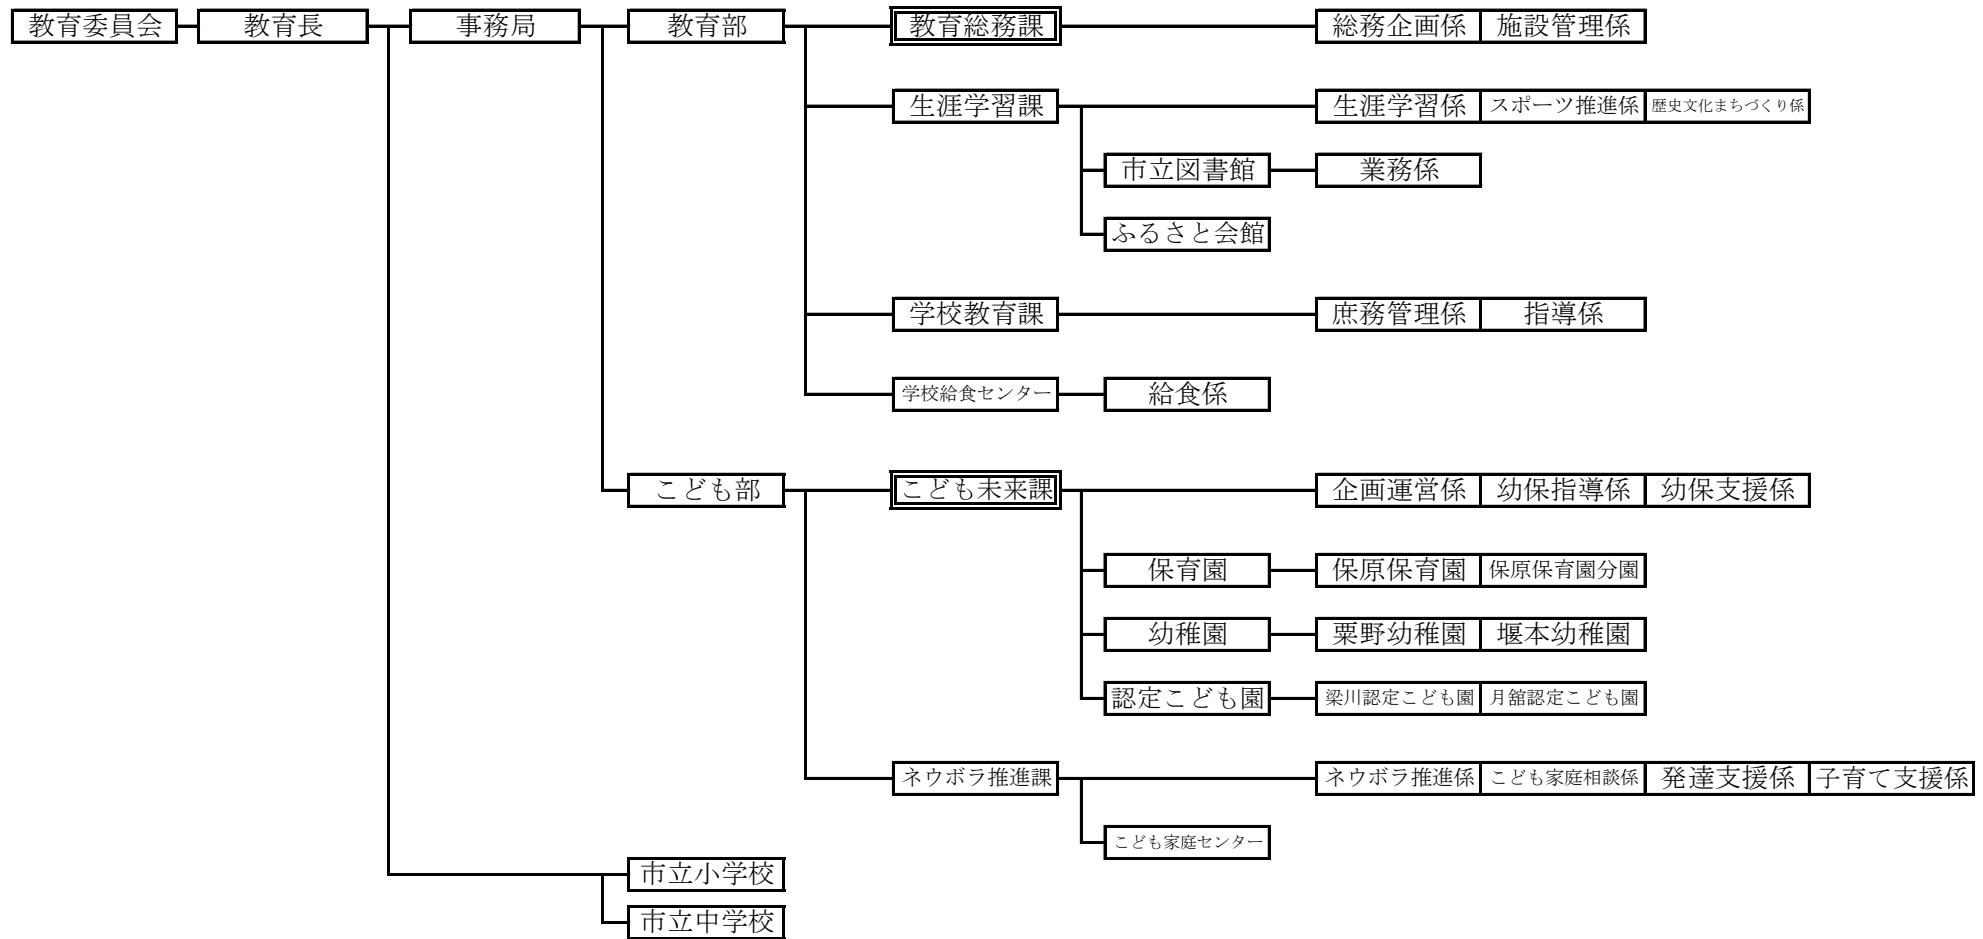 教育委員会 教育長 事務局 教育部 教育総務課 総務企画係 施設管理係
生涯学習課 生涯学習係 スポーツ推進係 歴史文化まちづくり係
市立図書館 業務係
ふるさと会館
学校教育課 庶務管理係 指導係
学校給食センター 給食係
こども部 こども未来課 企画運営係 幼保指導係 幼保支援係
保育園 保原保育園 保原保育園分園
幼稚園 粟野幼稚園 堰本幼稚園
認定こども園 梁川認定こども園 月舘認定こども園
ネウボラ推進課 ネウボラ推進係 こども家庭相談係 発達支援係 子育て支援係
こども家庭センター
市立小学校
市立中学校